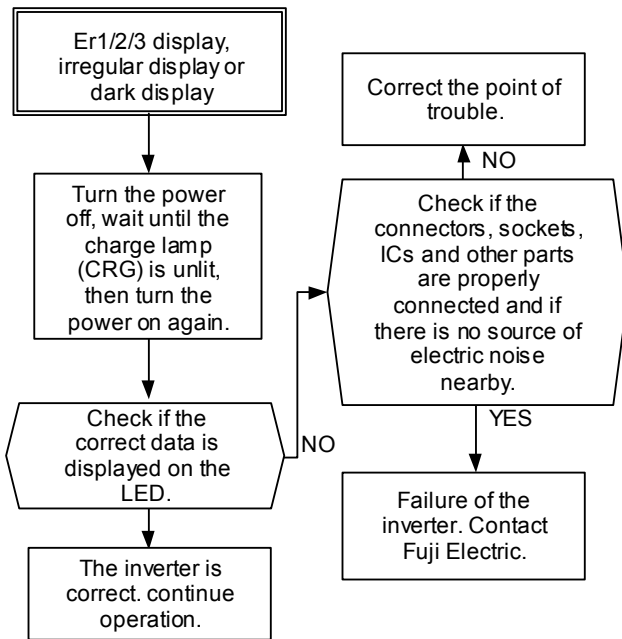 Er1/2/3 display,
irregular display or
dark display
Turn the power
off, wait until the
charge lamp
(CRG) is unlit,
then turn the
power on again.
Check if the
correct data is
displayed on the
LED.
NO
The inverter is
correct. continue
operation.
Correct the point of
trouble.
NO
Check if the
connectors, sockets,
ICs and other parts
are properly
connected and if
there is no source of
electric noise
nearby.
YES
Failure of the
inverter. Contact
Fuji Electric.